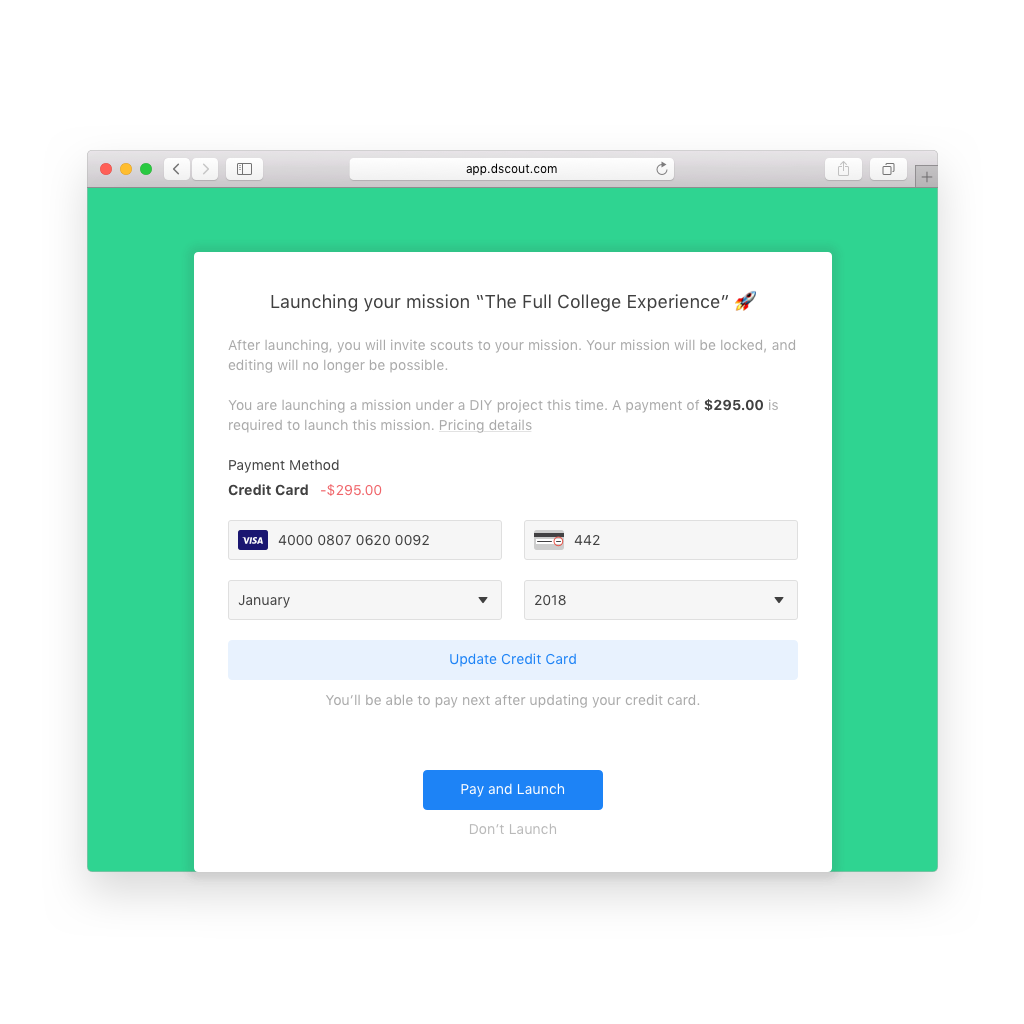 app.dscout.com
Launching your mission “The Full College Experience” 🚀
After launching, you will invite scouts to your mission. Your mission will be locked, and
editing will no longer be possible.
You are launching a mission under a DIY project this time. A payment of $295.00 is
required to launch this mission. Pricing details
Payment Method
Credit Card -$295.00
VISA 4000 0807 0620 0092
442
January
2018
Update Credit Card
You’ll be able to pay next after updating your credit card.
Pay and Launch
Don’t Launch